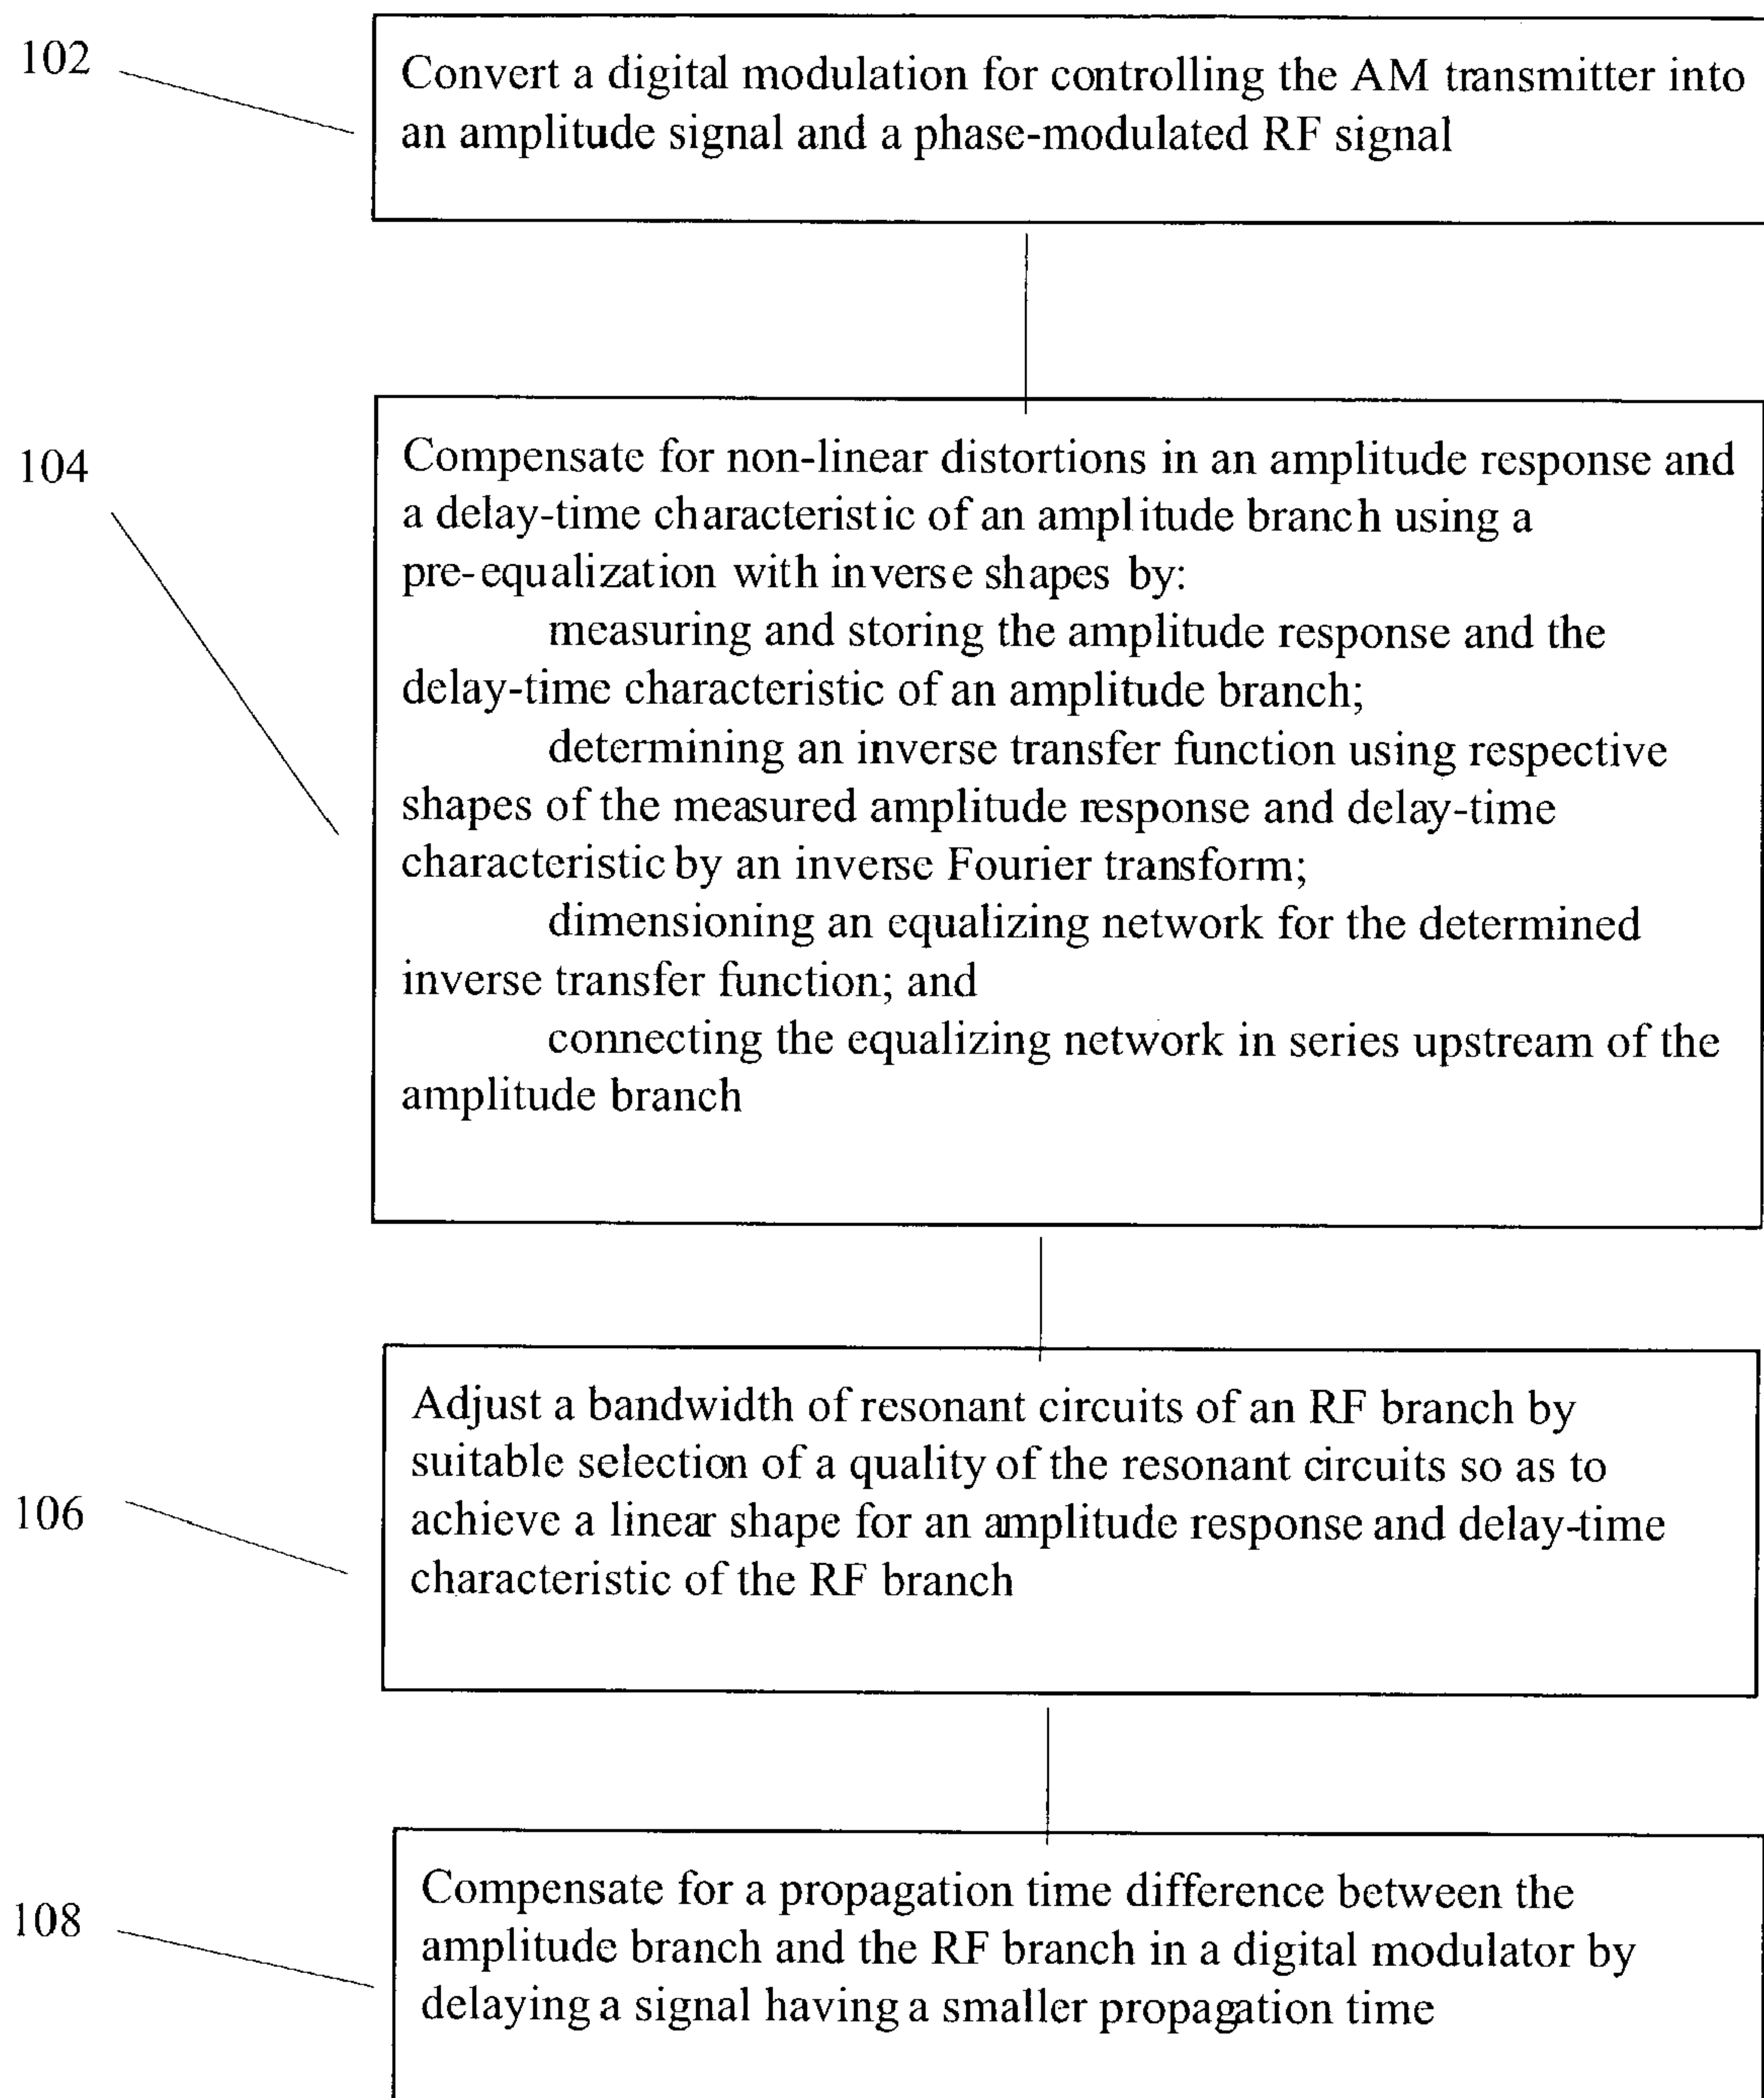 102
Convert a digital modulation for controlling the AM transmitter into
an amplitude signal and a phase-modulated RF signal
104
Compensate for non-linear distortions in an amplitude response and
a delay-time characteristic of an amplitude branch using a
pre-equalization with inverse shapes by:
measuring and storing the amplitude response and the
delay-time characteristic of an amplitude branch;
determining an inverse transfer function using respective
shapes of the measured amplitude response and delay-time
characteristic by an inverse Fourier transform;
dimensioning an equalizing network for the determined
inverse transfer function; and
connecting the equalizing network in series upstream of the
amplitude branch
106
Adjust a bandwidth of resonant circuits of an RF branch by
suitable selection of a quality of the resonant circuits so as to
achieve a linear shape for an amplitude response and delay-time
characteristic of the RF branch
108
Compensate for a propagation time difference between the
amplitude branch and the RF branch in a digital modulator by
delaying a signal having a smaller propagation time